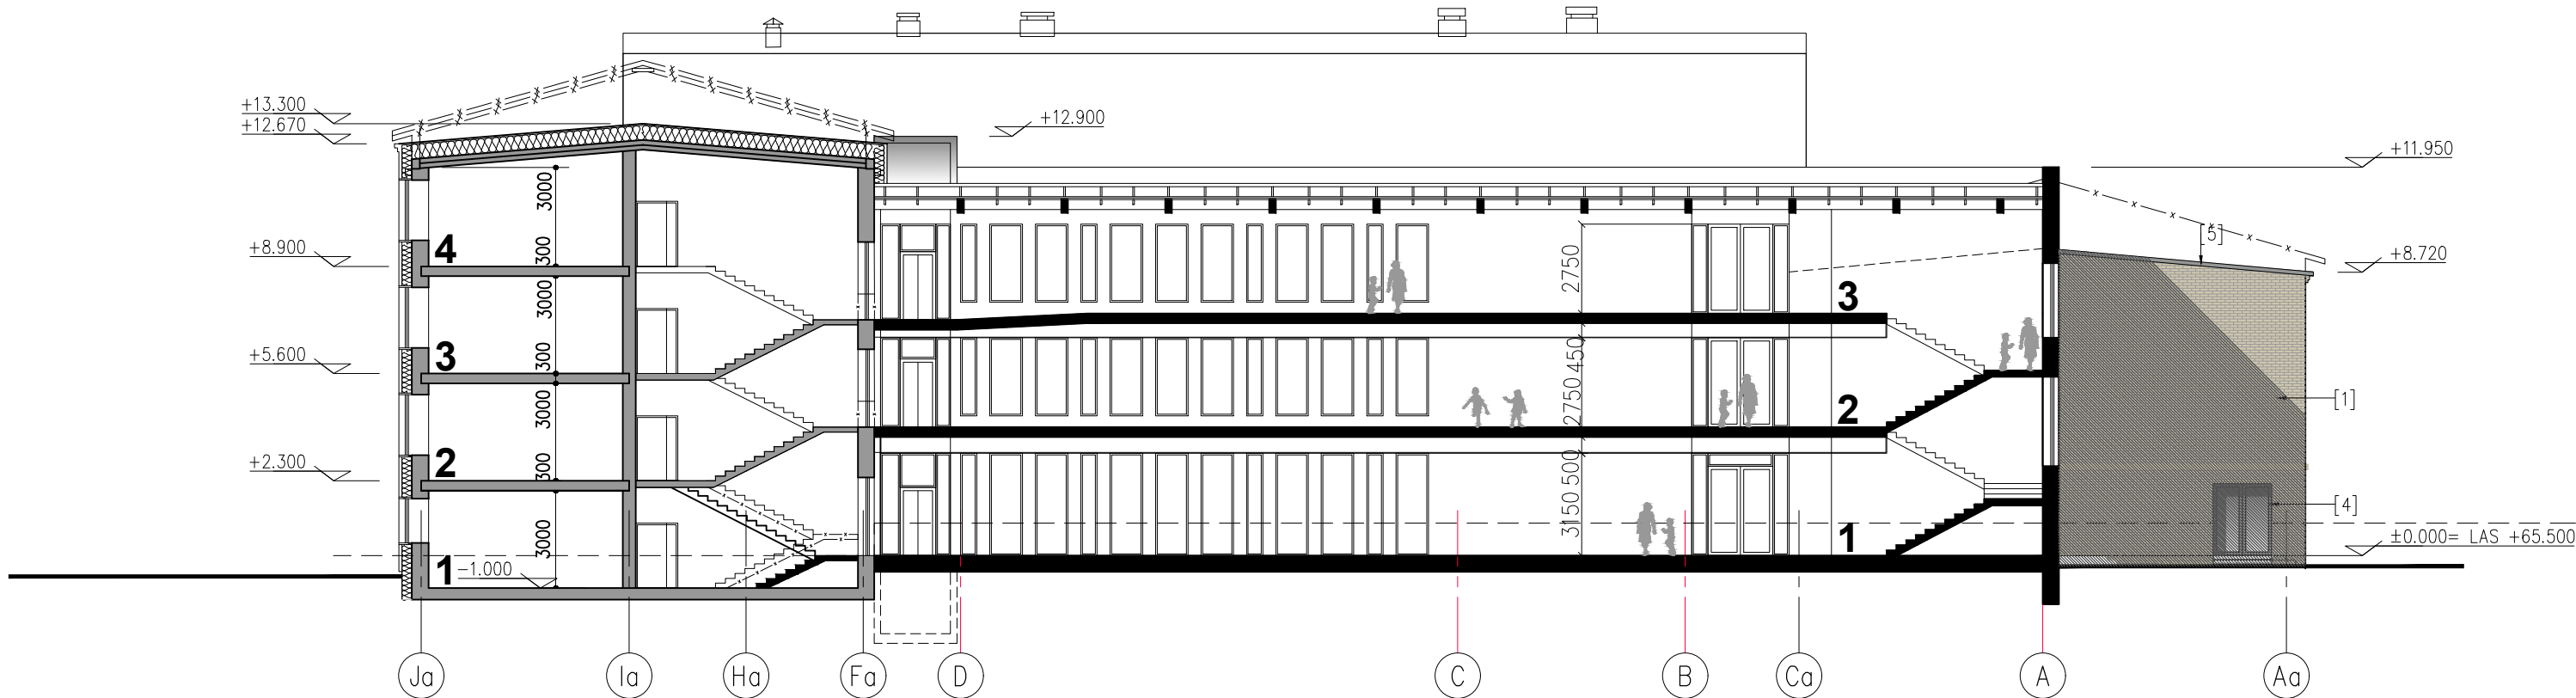 +13.300
+12.670
+12.900
+11.950
3000
[5]
+8.900
4
300
2750
+8.720
3000
3
+5.600
3
300
450
3000
2750
2
[1]
+2.300
2
300
500
3000
3150
1
[4]
±0.000= LAS +65.500
1
-1.000
Ja
Ia
Ha
Fa
D
C
B
Ca
A
Aa